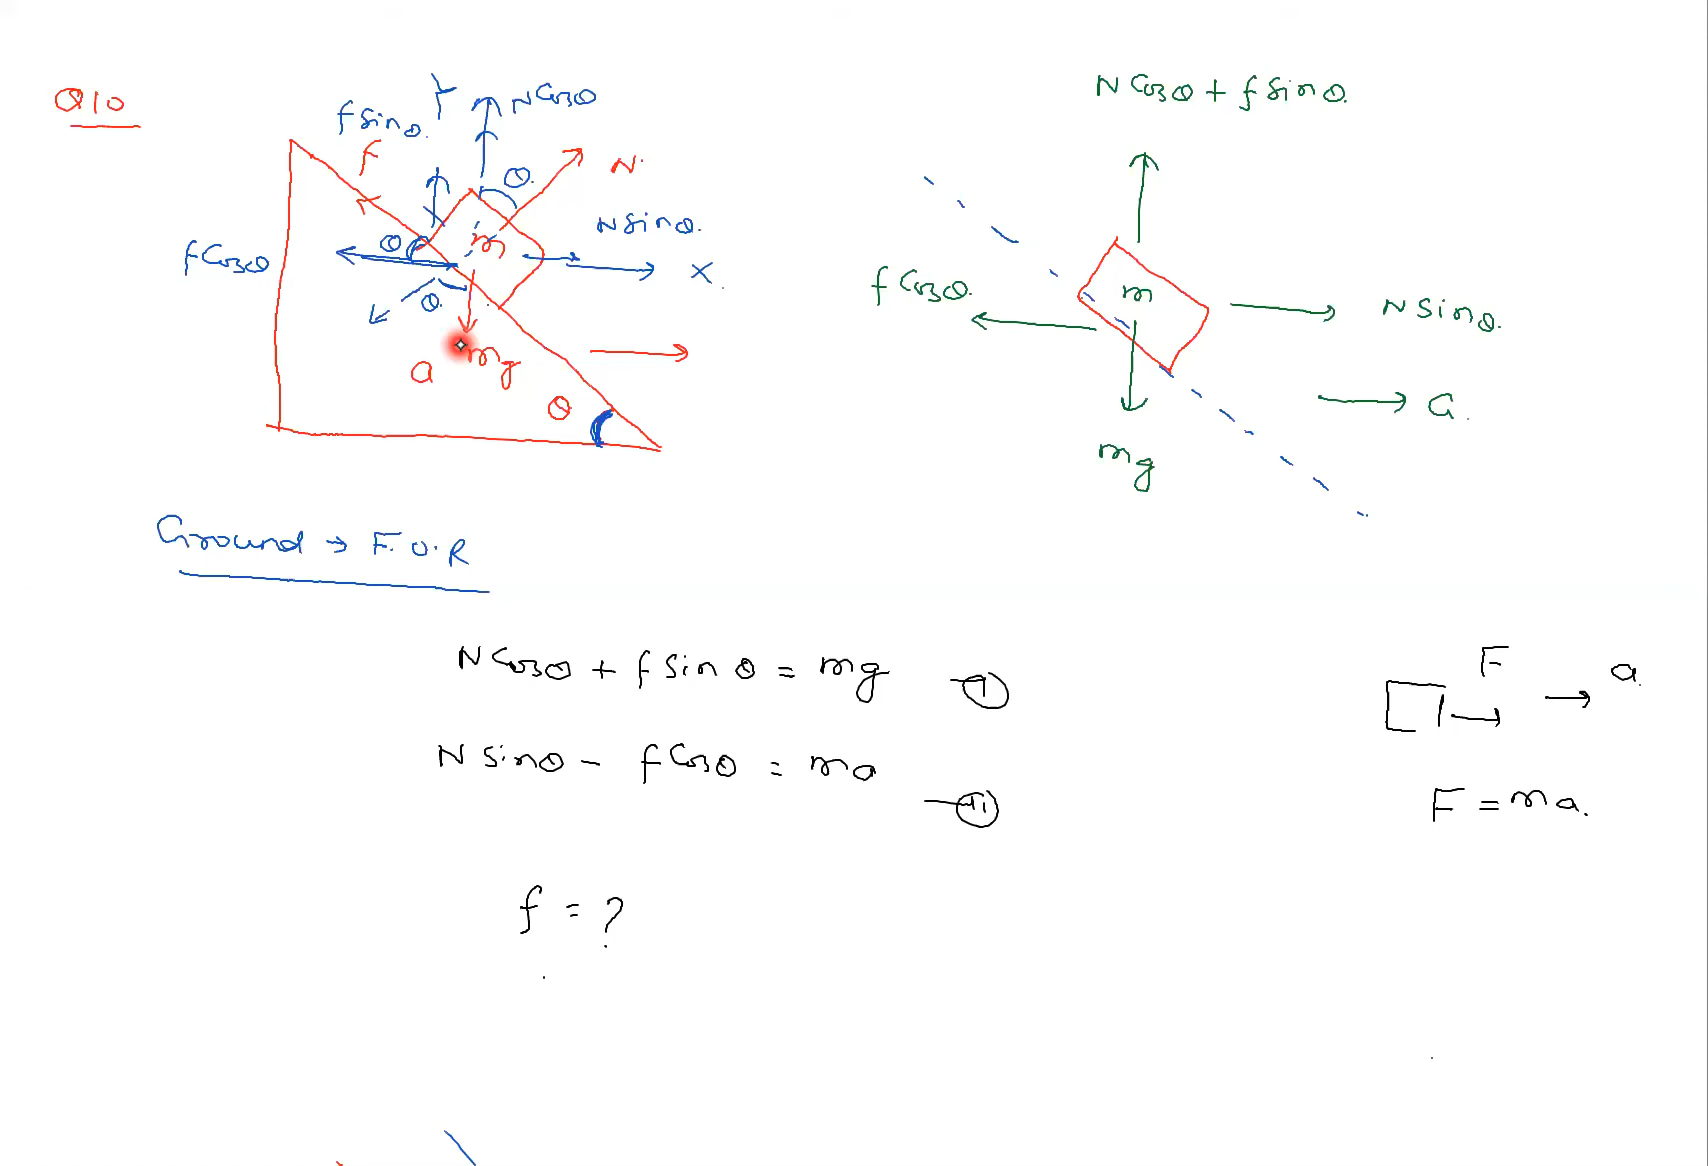 Q10
f sinθ.
Y
N Cosθ
f
θ.
N.
N sinθ.
f Cosθ
θ
m
X.
θ.
a
mg
θ
N Cosθ + f sinθ.
f Cosθ.
m
N sinθ.
a.
mg
Ground → F.O.R
N Cosθ + f sinθ = mg —(I)
N sinθ - f Cosθ = ma —(II)
f = ?
F
a.
F = ma.